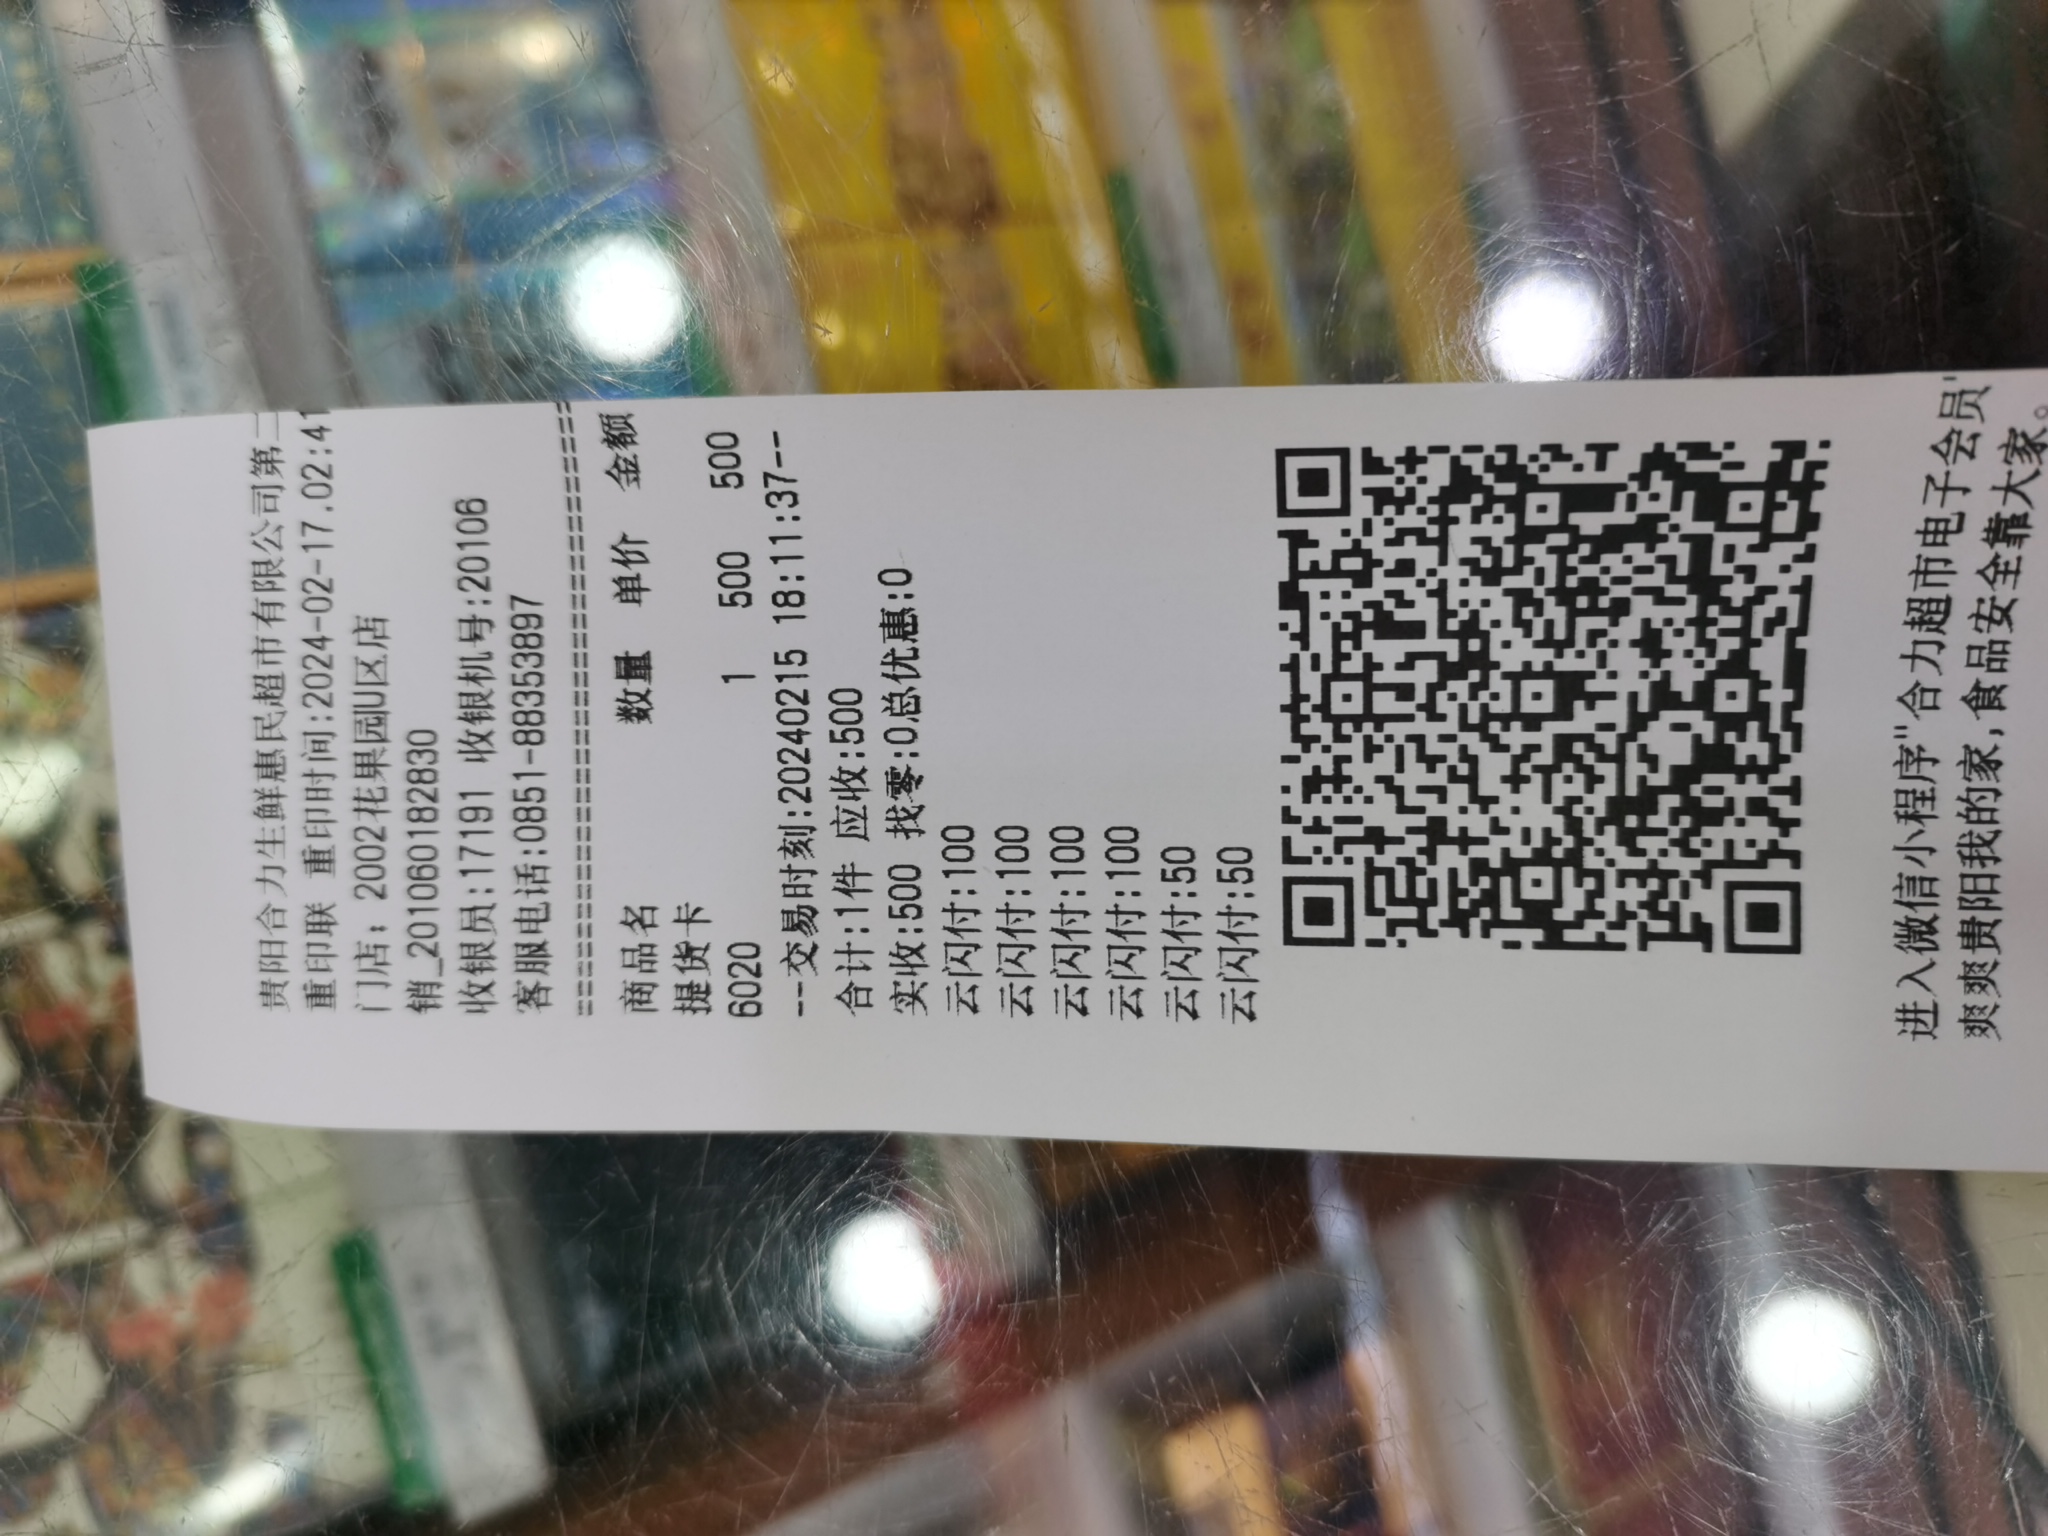 贵阳合力生鲜惠民超市有限公司第二
重印联 重印时间:2024-02-17.02:41
门店: 2002花果园U区店
销_201060182830
收银员:17191 收银机号:20106
客服电话:0851-88353897
================================
商品名 数量 单价 金额
提货卡
6020 1 500 500
--交易时刻:20240215 18:11:37--
合计:1件 应收:500
实收:500 找零:0总优惠:0
云闪付:100
云闪付:100
云闪付:100
云闪付:100
云闪付:50
云闪付:50
进入微信小程序"合力超市电子会员"
爽爽贵阳我的家,食品安全靠大家。